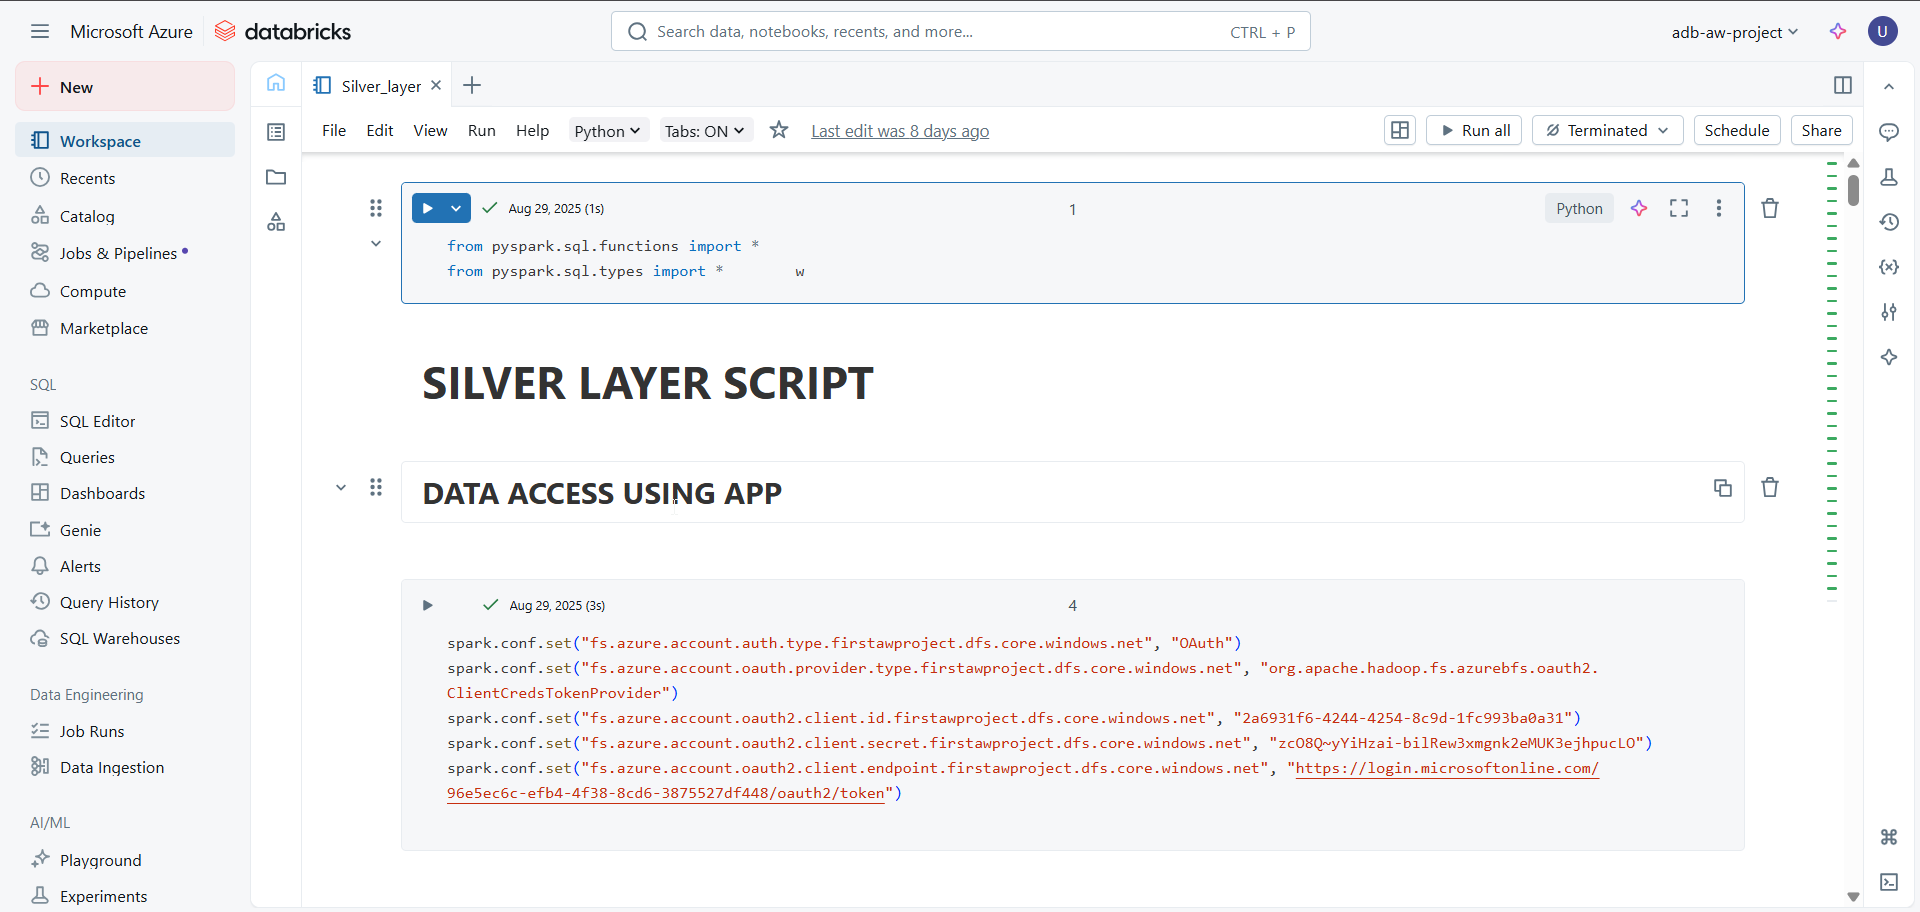 Microsoft Azure
databricks
Search data, notebooks, recents, and more...
CTRL + P
adb-aw-project
U
New
Workspace
Recents
Catalog
Jobs & Pipelines
Compute
Marketplace
SQL
SQL Editor
Queries
Dashboards
Genie
Alerts
Query History
SQL Warehouses
Data Engineering
Job Runs
Data Ingestion
AI/ML
Playground
Experiments
Silver_layer
File Edit View Run Help Python Tabs: ON Last edit was 8 days ago
Run all
Terminated
Schedule
Share
Aug 29, 2025 (1s)
1
Python
from pyspark.sql.functions import *
from pyspark.sql.types import * w
SILVER LAYER SCRIPT
DATA ACCESS USING APP
Aug 29, 2025 (3s)
4
spark.conf.set("fs.azure.account.auth.type.firstawproject.dfs.core.windows.net", "OAuth")
spark.conf.set("fs.azure.account.oauth.provider.type.firstawproject.dfs.core.windows.net", "org.apache.hadoop.fs.azurebfs.oauth2.
ClientCredsTokenProvider")
spark.conf.set("fs.azure.account.oauth2.client.id.firstawproject.dfs.core.windows.net", "2a6931f6-4244-4254-8c9d-1fc993ba0a31")
spark.conf.set("fs.azure.account.oauth2.client.secret.firstawproject.dfs.core.windows.net", "zcO8Q~yYiHzai-bilRew3xmgnk2eMUK3ejhpucLO")
spark.conf.set("fs.azure.account.oauth2.client.endpoint.firstawproject.dfs.core.windows.net", "https://login.microsoftonline.com/
96e5ec6c-efb4-4f38-8cd6-3875527df448/oauth2/token")